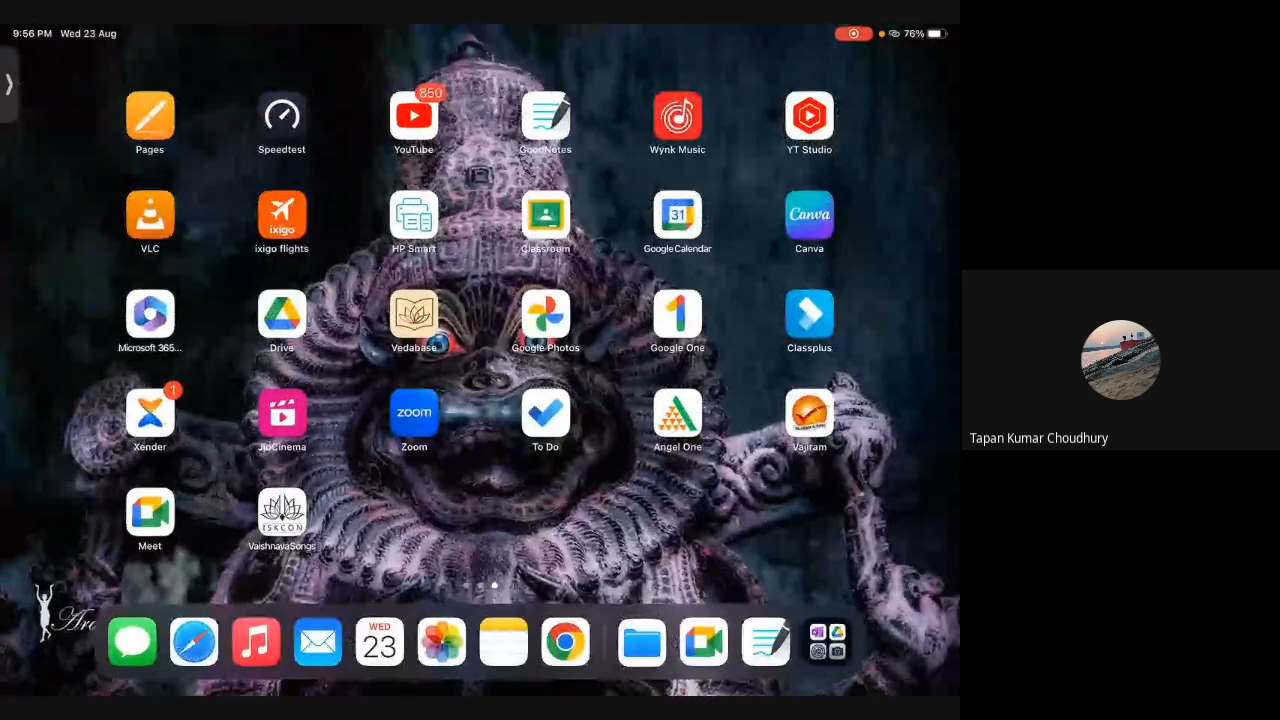 9:56 PM Wed 23 Aug
76%
850
Pages
Speedtest
YouTube
GoodNotes
Wynk Music
YT Studio
ixigo
31
Canva
VLC
ixigo flights
HP Smart
Classroom
Google Calendar
Canva
Microsoft 365...
Drive
Vedabase
Google Photos
Google One
Classplus
1
zoom
Xender
JioCinema
Zoom
To Do
Angel One
Vajiram
Tapan Kumar Choudhury
ISKCON
Meet
VaishnavaSongs
WED
23